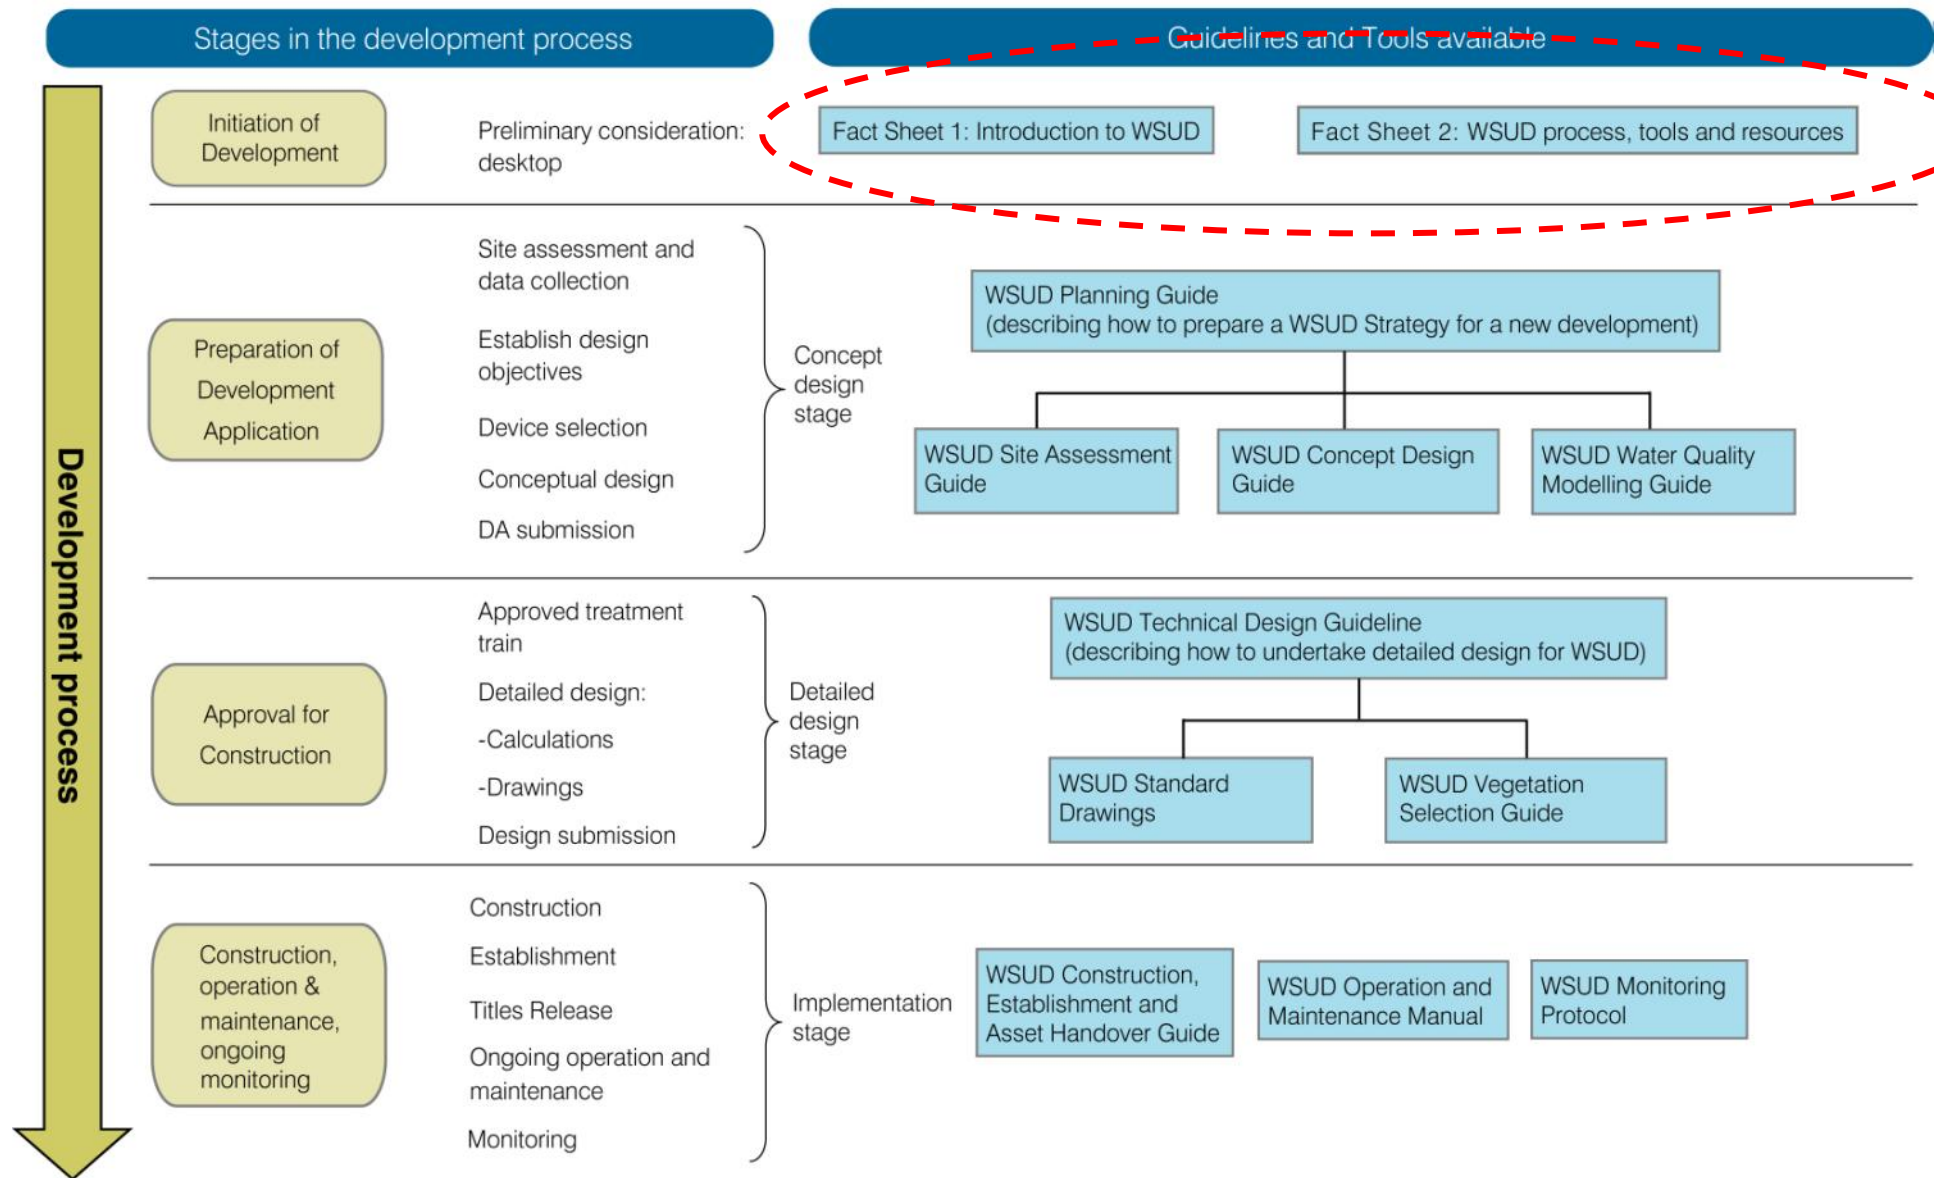 Stages in the development process
Guidelines and Tools available
Development process
Initiation of
Development
Preliminary consideration:
desktop
Fact Sheet 1: Introduction to WSUD
Fact Sheet 2: WSUD process, tools and resources
Preparation of
Development
Application
Site assessment and
data collection
Establish design
objectives
Device selection
Conceptual design
DA submission
Concept
design
stage
WSUD Planning Guide
(describing how to prepare a WSUD Strategy for a new development)
WSUD Site Assessment
Guide
WSUD Concept Design
Guide
WSUD Water Quality
Modelling Guide
Approval for
Construction
Approved treatment
train
Detailed design:
-Calculations
-Drawings
Design submission
Detailed
design
stage
WSUD Technical Design Guideline
(describing how to undertake detailed design for WSUD)
WSUD Standard
Drawings
WSUD Vegetation
Selection Guide
Construction,
operation &
maintenance,
ongoing
monitoring
Construction
Establishment
Titles Release
Ongoing operation and
maintenance
Monitoring
Implementation
stage
WSUD Construction,
Establishment and
Asset Handover Guide
WSUD Operation and
Maintenance Manual
WSUD Monitoring
Protocol